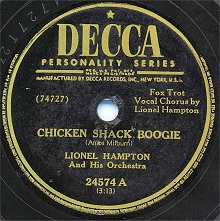 DECCA
PERSONALITY SERIES
MANUFACTURED BY DECCA RECORDS, INC., NEW YORK, U.S.A.
(74727)
Fox Trot
Vocal Chorus by
Lionel Hampton
CHICKEN SHACK BOOGIE
(Amos Milburn)
LIONEL HAMPTON
And His Orchestra
24574 A
(3:13)